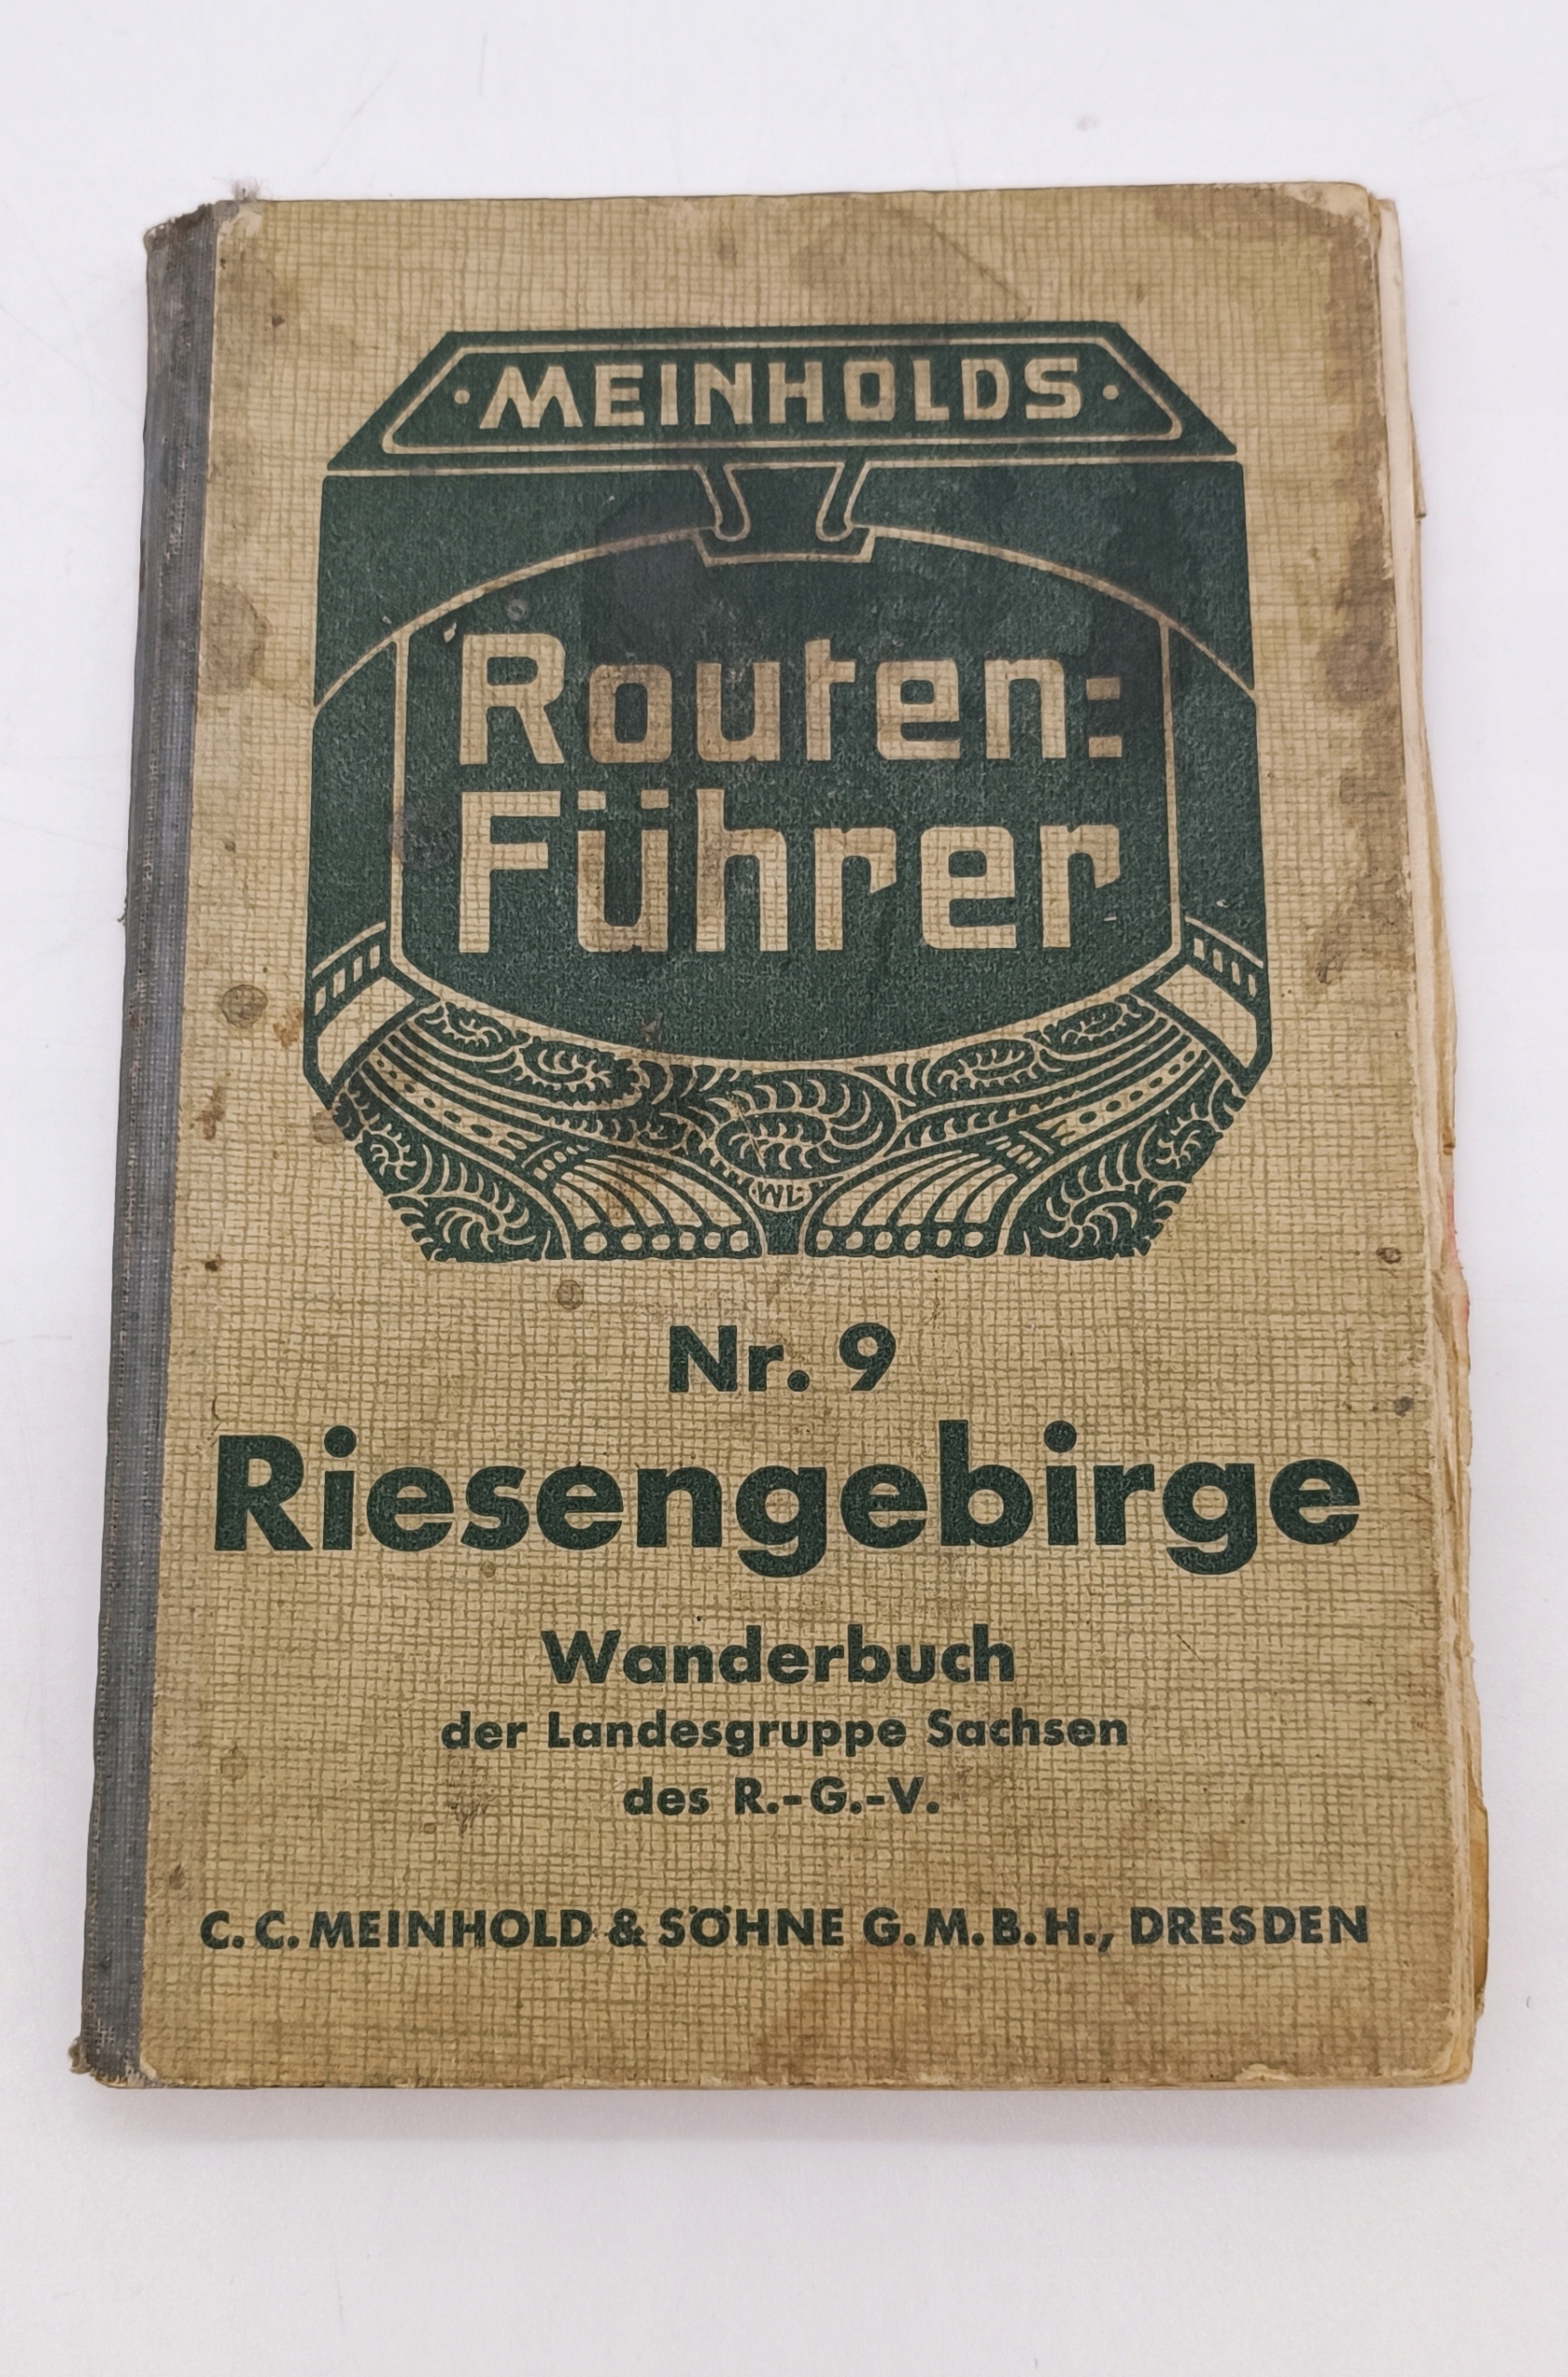 · MEINHOLDS ·
Routen:
Führer
WL
Nr. 9
Riesengebirge
Wanderbuch
der Landesgruppe Sachsen
des R.-G.-V.
C. C. MEINHOLD & SÖHNE G.M.B.H., DRESDEN